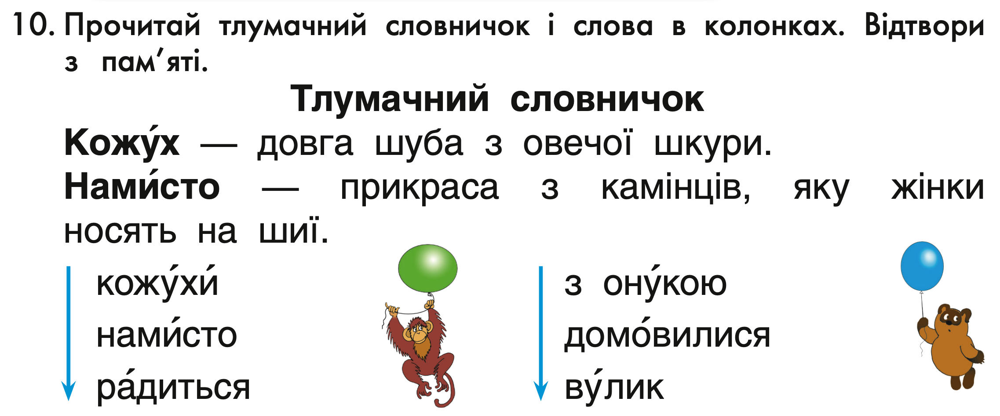 10. Прочитай тлумачний словничок і слова в колонках. Відтвори
з пам’яті.
Тлумачний словничок
Кожу́х — довга шуба з овечої шкури.
Нами́сто — прикраса з камінців, яку жінки
носять на шиї.
кожу́хи́
нами́сто
ра́диться
з ону́кою
домо́вилися
ву́лик